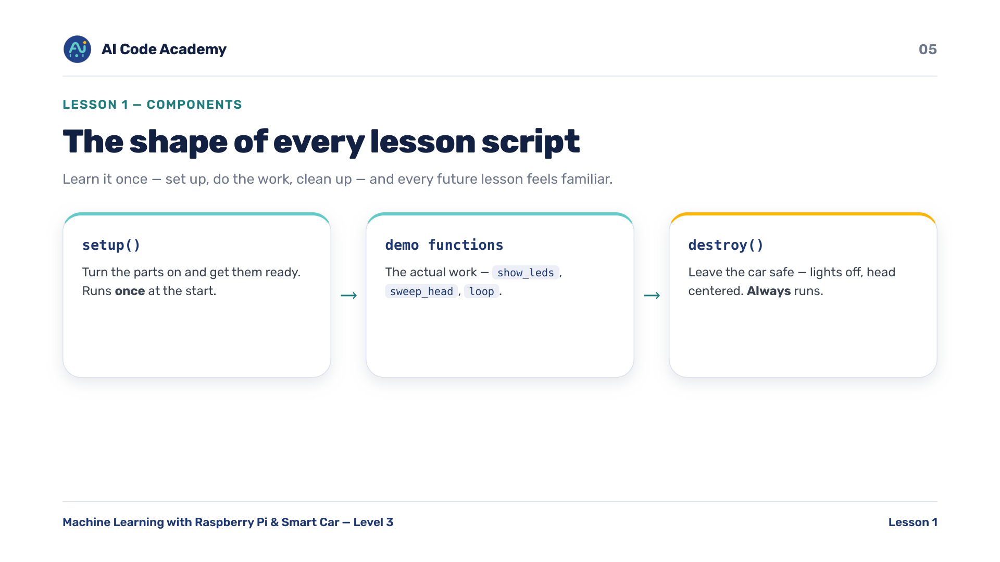 AI Code Academy
05
LESSON 1 — COMPONENTS
The shape of every lesson script
Learn it once — set up, do the work, clean up — and every future lesson feels familiar.
setup()
Turn the parts on and get them ready.
Runs once at the start.
→
demo functions
The actual work — show_leds,
sweep_head, loop.
→
destroy()
Leave the car safe — lights off, head
centered. Always runs.
Machine Learning with Raspberry Pi & Smart Car — Level 3
Lesson 1